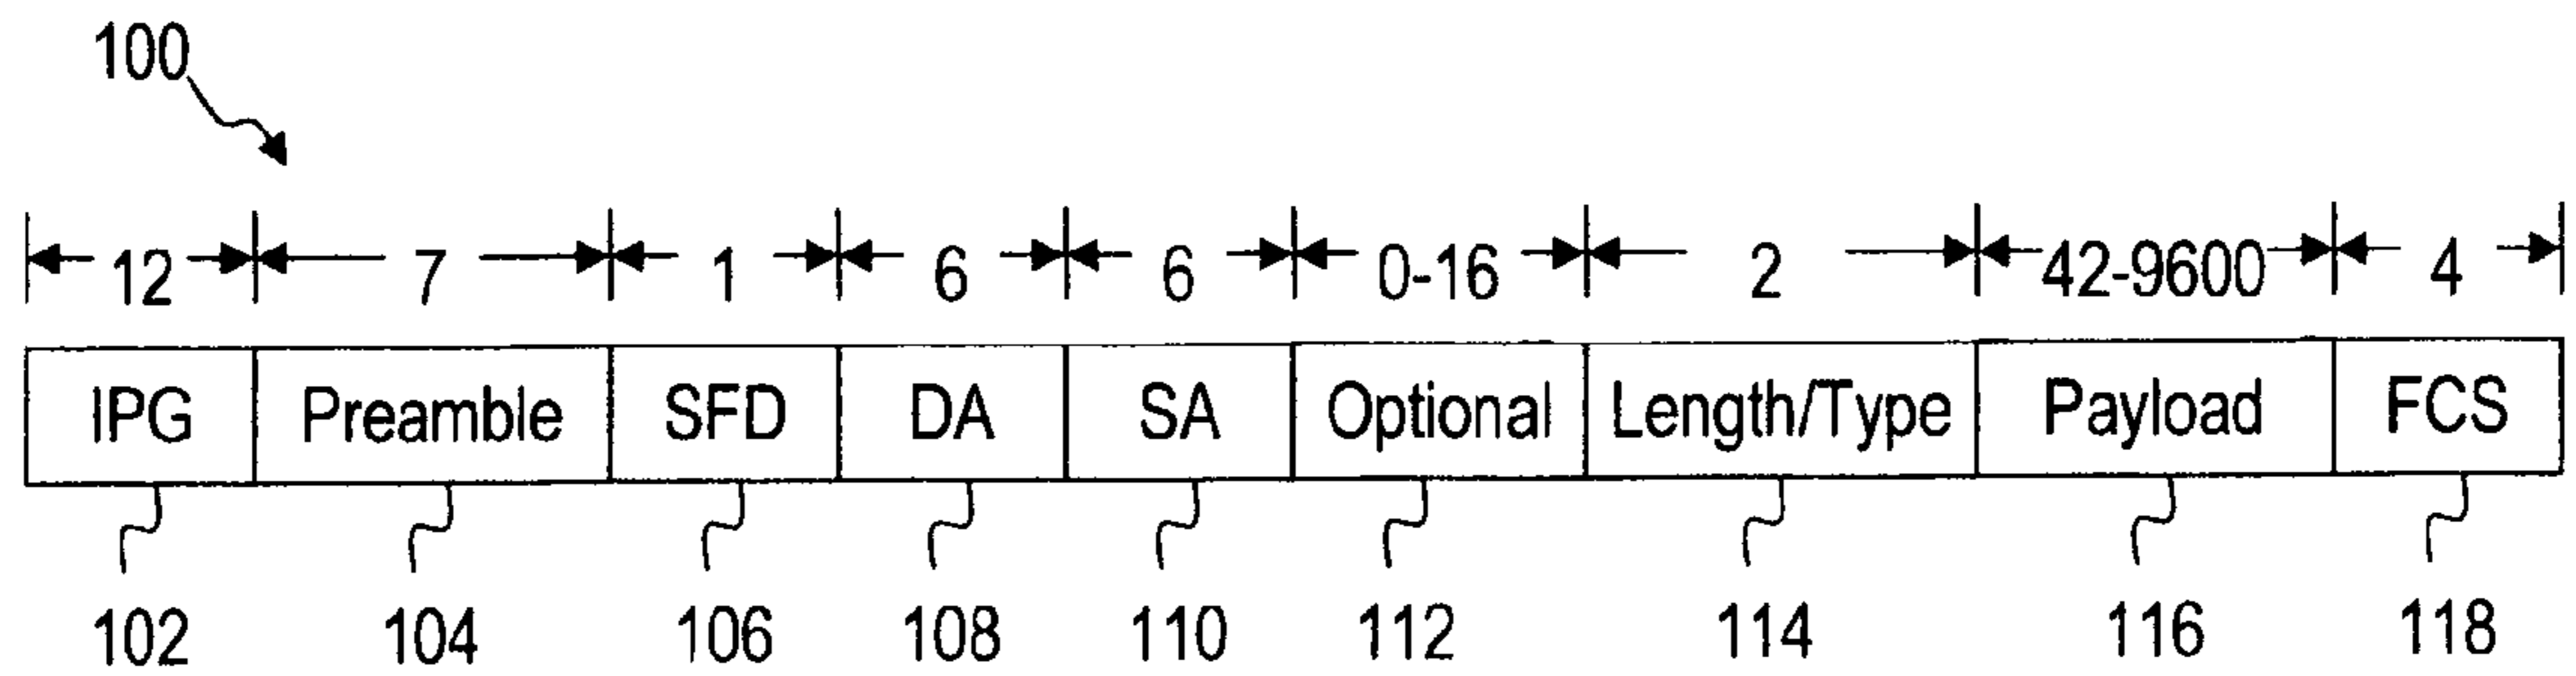 100
12 7 1 6 6 0-16 2 42-9600 4
IPG Preamble SFD DA SA Optional Length/Type Payload FCS
102 104 106 108 110 112 114 116 118